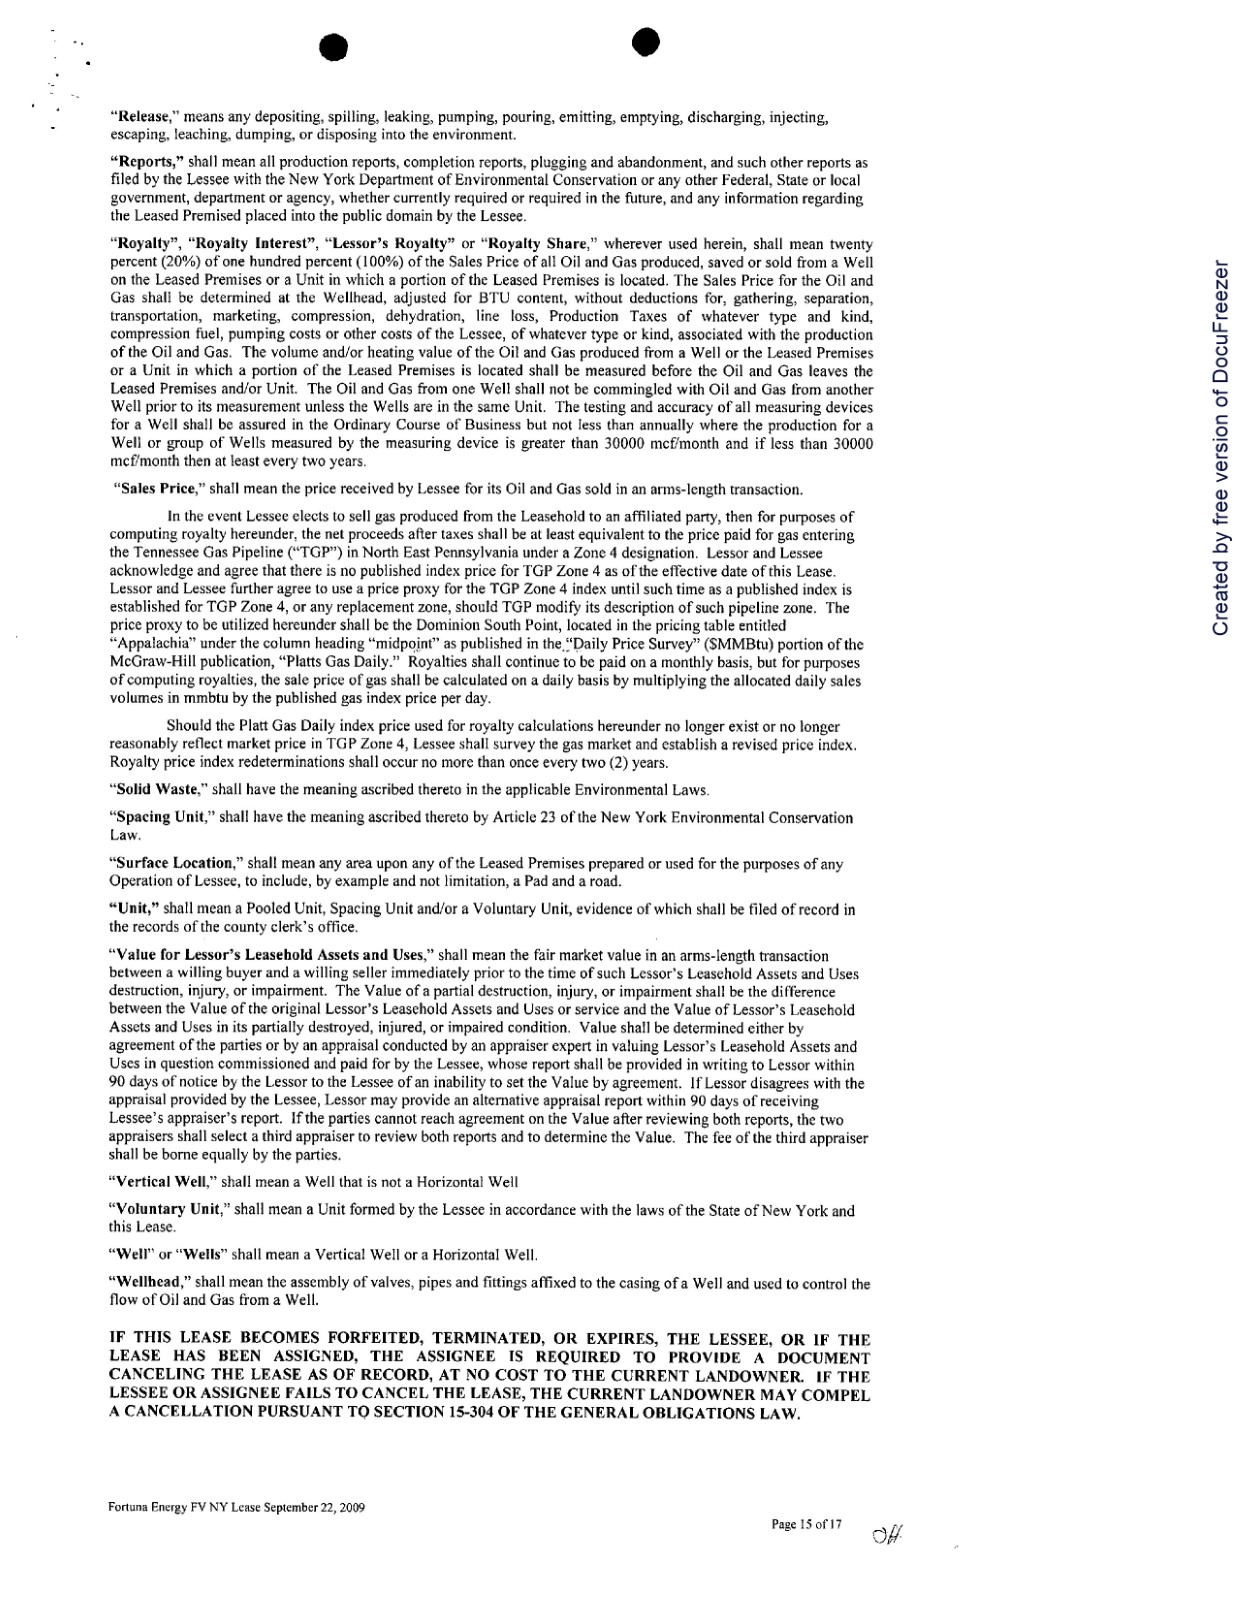 “Release,” means any depositing, spilling, leaking, pumping, pouring, emitting, emptying, discharging, injecting,
escaping, leaching, dumping, or disposing into the environment.
“Reports,” shall mean all production reports, completion reports, plugging and abandonment, and such other reports as
filed by the Lessee with the New York Department of Environmental Conservation or any other Federal, State or local
government, department or agency, whether currently required or required in the future, and any information regarding
the Leased Premised placed into the public domain by the Lessee.
“Royalty”, “Royalty Interest”, “Lessor’s Royalty” or “Royalty Share,” wherever used herein, shall mean twenty
percent (20%) of one hundred percent (100%) of the Sales Price of all Oil and Gas produced, saved or sold from a Well
on the Leased Premises or a Unit in which a portion of the Leased Premises is located. The Sales Price for the Oil and
Gas shall be determined at the Wellhead, adjusted for BTU content, without deductions for, gathering, separation,
transportation, marketing, compression, dehydration, line loss, Production Taxes of whatever type and kind,
compression fuel, pumping costs or other costs of the Lessee, of whatever type or kind, associated with the production
of the Oil and Gas. The volume and/or heating value of the Oil and Gas produced from a Well or the Leased Premises
or a Unit in which a portion of the Leased Premises is located shall be measured before the Oil and Gas leaves the
Leased Premises and/or Unit. The Oil and Gas from one Well shall not be commingled with Oil and Gas from another
Well prior to its measurement unless the Wells are in the same Unit. The testing and accuracy of all measuring devices
for a Well shall be assured in the Ordinary Course of Business but not less than annually where the production for a
Well or group of Wells measured by the measuring device is greater than 30000 mcf/month and if less than 30000
mcf/month then at least every two years.
“Sales Price,” shall mean the price received by Lessee for its Oil and Gas sold in an arms-length transaction.
In the event Lessee elects to sell gas produced from the Leasehold to an affiliated party, then for purposes of
computing royalty hereunder, the net proceeds after taxes shall be at least equivalent to the price paid for gas entering
the Tennessee Gas Pipeline (“TGP”) in North East Pennsylvania under a Zone 4 designation. Lessor and Lessee
acknowledge and agree that there is no published index price for TGP Zone 4 as of the effective date of this Lease.
Lessor and Lessee further agree to use a price proxy for the TGP Zone 4 index until such time as a published index is
established for TGP Zone 4, or any replacement zone, should TGP modify its description of such pipeline zone. The
price proxy to be utilized hereunder shall be the Dominion South Point, located in the pricing table entitled
“Appalachia” under the column heading “midpoint” as published in the “Daily Price Survey” ($MMBtu) portion of the
McGraw-Hill publication, “Platts Gas Daily.” Royalties shall continue to be paid on a monthly basis, but for purposes
of computing royalties, the sale price of gas shall be calculated on a daily basis by multiplying the allocated daily sales
volumes in mmbtu by the published gas index price per day.
Should the Platt Gas Daily index price used for royalty calculations hereunder no longer exist or no longer
reasonably reflect market price in TGP Zone 4, Lessee shall survey the gas market and establish a revised price index.
Royalty price index redeterminations shall occur no more than once every two (2) years.
“Solid Waste,” shall have the meaning ascribed thereto in the applicable Environmental Laws.
“Spacing Unit,” shall have the meaning ascribed thereto by Article 23 of the New York Environmental Conservation
Law.
“Surface Location,” shall mean any area upon any of the Leased Premises prepared or used for the purposes of any
Operation of Lessee, to include, by example and not limitation, a Pad and a road.
“Unit,” shall mean a Pooled Unit, Spacing Unit and/or a Voluntary Unit, evidence of which shall be filed of record in
the records of the county clerk’s office.
“Value for Lessor’s Leasehold Assets and Uses,” shall mean the fair market value in an arms-length transaction
between a willing buyer and a willing seller immediately prior to the time of such Lessor’s Leasehold Assets and Uses
destruction, injury, or impairment. The Value of a partial destruction, injury, or impairment shall be the difference
between the Value of the original Lessor’s Leasehold Assets and Uses or service and the Value of Lessor’s Leasehold
Assets and Uses in its partially destroyed, injured, or impaired condition. Value shall be determined either by
agreement of the parties or by an appraisal conducted by an appraiser expert in valuing Lessor’s Leasehold Assets and
Uses in question commissioned and paid for by the Lessee, whose report shall be provided in writing to Lessor within
90 days of notice by the Lessor to the Lessee of an inability to set the Value by agreement. If Lessor disagrees with the
appraisal provided by the Lessee, Lessor may provide an alternative appraisal report within 90 days of receiving
Lessee’s appraiser’s report. If the parties cannot reach agreement on the Value after reviewing both reports, the two
appraisers shall select a third appraiser to review both reports and to determine the Value. The fee of the third appraiser
shall be borne equally by the parties.
“Vertical Well,” shall mean a Well that is not a Horizontal Well
“Voluntary Unit,” shall mean a Unit formed by the Lessee in accordance with the laws of the State of New York and
this Lease.
“Well” or “Wells” shall mean a Vertical Well or a Horizontal Well.
“Wellhead,” shall mean the assembly of valves, pipes and fittings affixed to the casing of a Well and used to control the
flow of Oil and Gas from a Well.
IF THIS LEASE BECOMES FORFEITED, TERMINATED, OR EXPIRES, THE LESSEE, OR IF THE
LEASE HAS BEEN ASSIGNED, THE ASSIGNEE IS REQUIRED TO PROVIDE A DOCUMENT
CANCELING THE LEASE AS OF RECORD, AT NO COST TO THE CURRENT LANDOWNER. IF THE
LESSEE OR ASSIGNEE FAILS TO CANCEL THE LEASE, THE CURRENT LANDOWNER MAY COMPEL
A CANCELLATION PURSUANT TO SECTION 15-304 OF THE GENERAL OBLIGATIONS LAW.
Fortuna Energy FV NY Lease September 22, 2009
Page 15 of 17
Created by free version of DocuFreezer